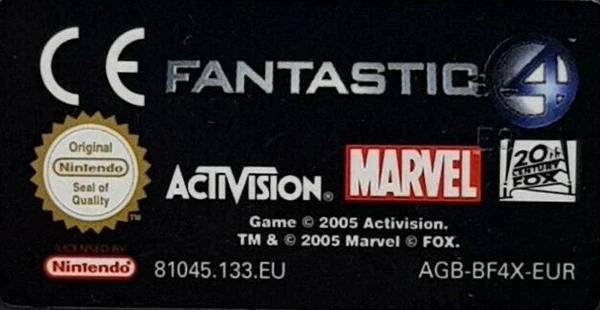 CE FANTASTIC 4
Original
Nintendo
Seal of
Quality
TM
ACTIVISION®
MARVEL
20th
CENTURY
FOX
Game © 2005 Activision.
TM & © 2005 Marvel © FOX.
LICENSED BY
Nintendo®
81045.133.EU
AGB-BF4X-EUR